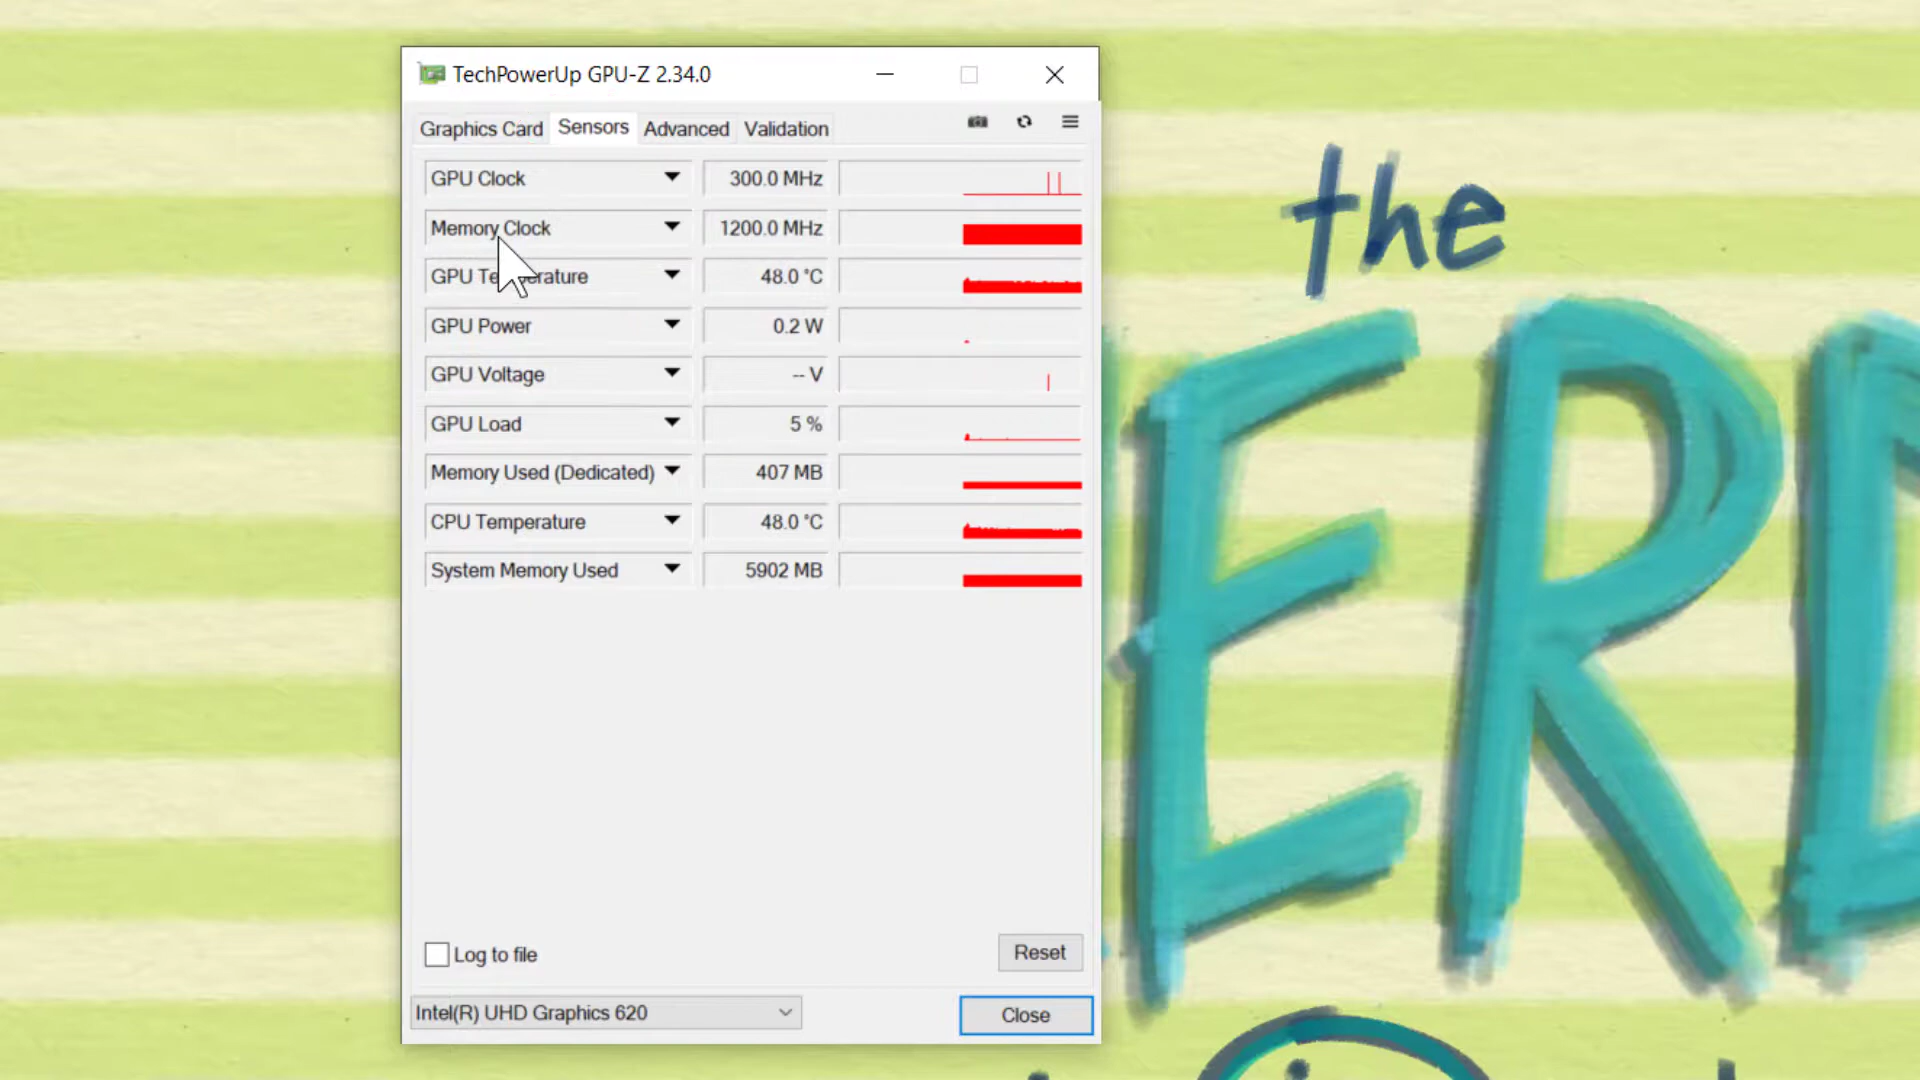 TechPowerUp GPU-Z 2.34.0
Graphics Card Sensors Advanced Validation
GPU Clock 300.0 MHz
Memory Clock 1200.0 MHz
GPU Temperature 48.0 °C
GPU Power 0.2 W
GPU Voltage -- V
GPU Load 5 %
Memory Used (Dedicated) 407 MB
CPU Temperature 48.0 °C
System Memory Used 5902 MB
Log to file Reset
Intel(R) UHD Graphics 620 Close
the